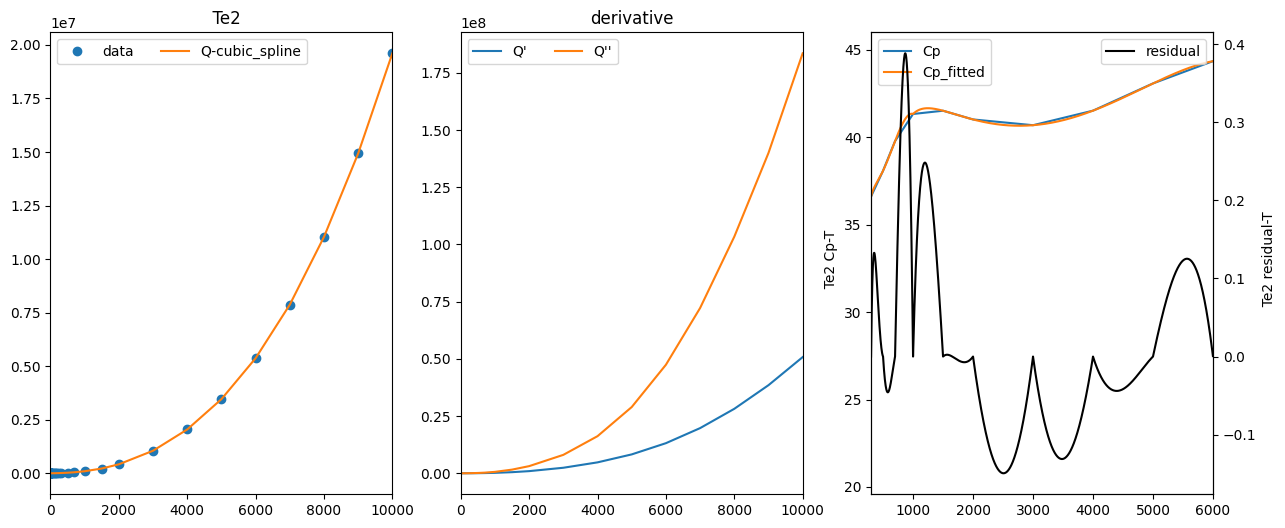 Te2
1e7
data
Q-cubic_spline
2.00
1.75
1.50
1.25
1.00
0.75
0.50
0.25
0.00
0 2000 4000 6000 8000 10000
derivative
1e8
Q'
Q''
1.75
1.50
1.25
1.00
0.75
0.50
0.25
0.00
0 2000 4000 6000 8000 10000
Te2 Cp-T
45
40
35
30
25
20
Cp
Cp_fitted
residual
1000 2000 3000 4000 5000 6000
0.4
0.3
0.2
0.1
0.0
−0.1
Te2 residual-T